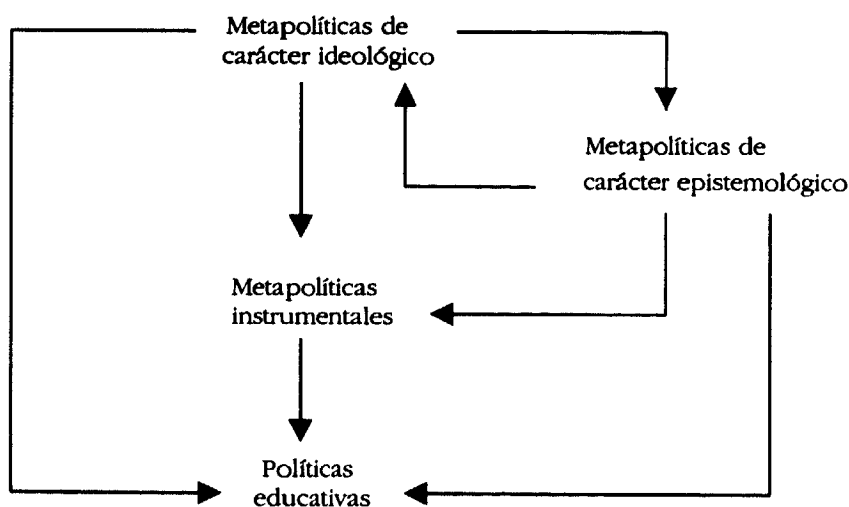 Metapolíticas de
carácter ideológico
Metapolíticas de
carácter epistemológico
Metapolíticas
instrumentales
Políticas
educativas